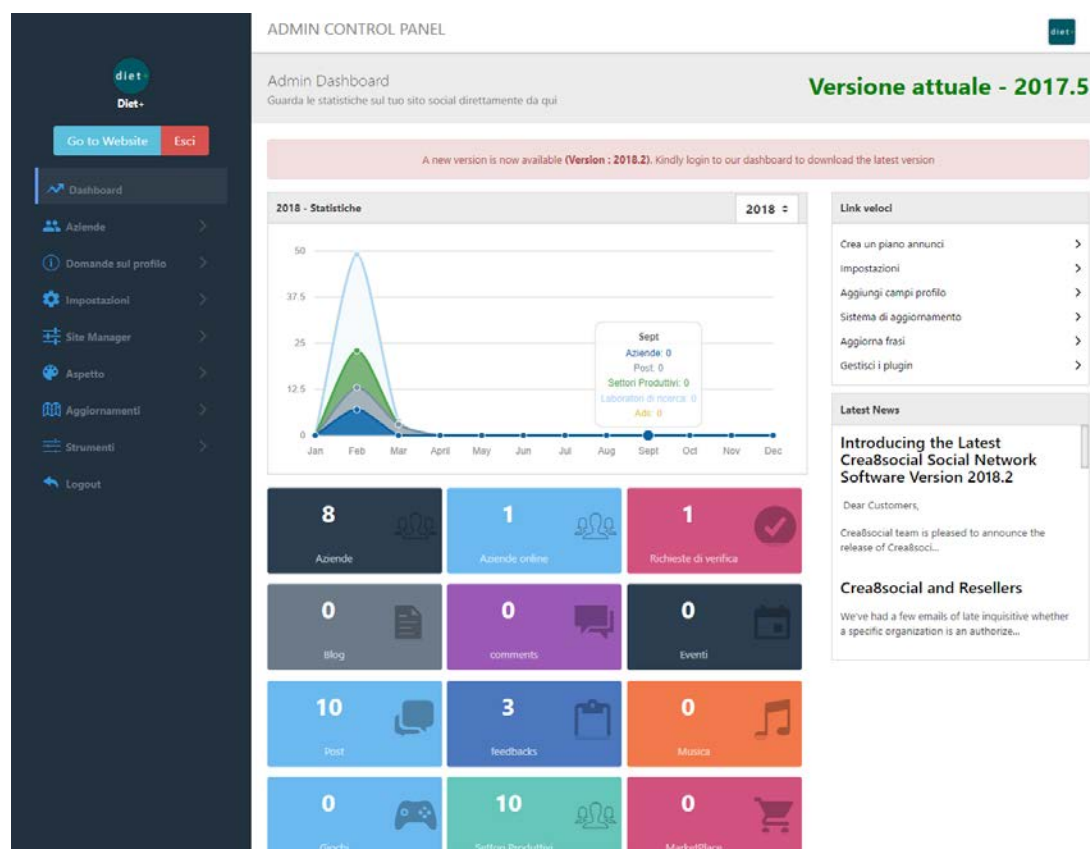 ADMIN CONTROL PANEL
diet+
diet+
Diet+
Go to Website
Esci
Dashboard
Aziende
Domande sul profilo
Impostazioni
Site Manager
Aspetto
Aggiornamenti
Strumenti
Logout
Admin Dashboard
Guarda le statistiche sul tuo sito social direttamente da qui
Versione attuale - 2017.5
A new version is now available (Version : 2018.2). Kindly login to our dashboard to download the latest version
2018 - Statistiche
2018
50
37.5
25
12.5
0
Jan Feb Mar April May Jun Jul Aug Sept Oct Nov Dec
Sept
Aziende: 0
Post: 0
Settori Produttivi: 0
Laboratori di ricerca: 0
Ads: 0
Link veloci
Crea un piano annunci
Impostazioni
Aggiungi campi profilo
Sistema di aggiornamento
Aggiorna frasi
Gestisci i plugin
Latest News
Introducing the Latest
Crea8social Social Network
Software Version 2018.2
Dear Customers,
Crea8social team is pleased to announce the
release of Crea8soci...
Crea8social and Resellers
We've had a few emails of late inquisitive whether
a specific organization is an authorize...
8
Aziende
1
Aziende online
1
Richieste di verifica
0
Blog
0
comments
0
Eventi
10
Post
3
feedbacks
0
Musica
0
Giochi
10
Settori Produttivi
0
MarketPlace